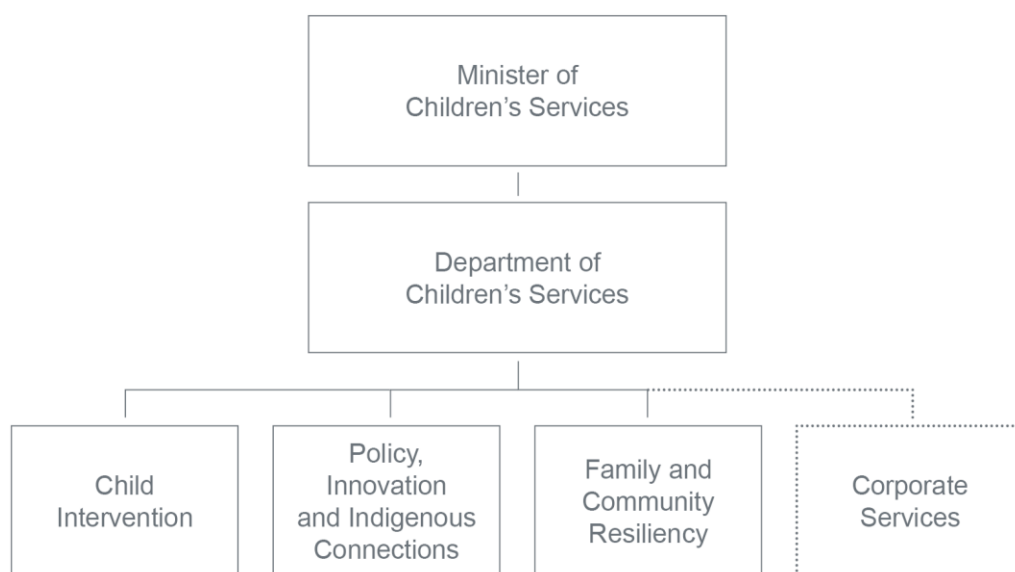 Minister of
Children’s Services
Department of
Children’s Services
Child
Intervention
Policy,
Innovation
and Indigenous
Connections
Family and
Community
Resiliency
Corporate
Services